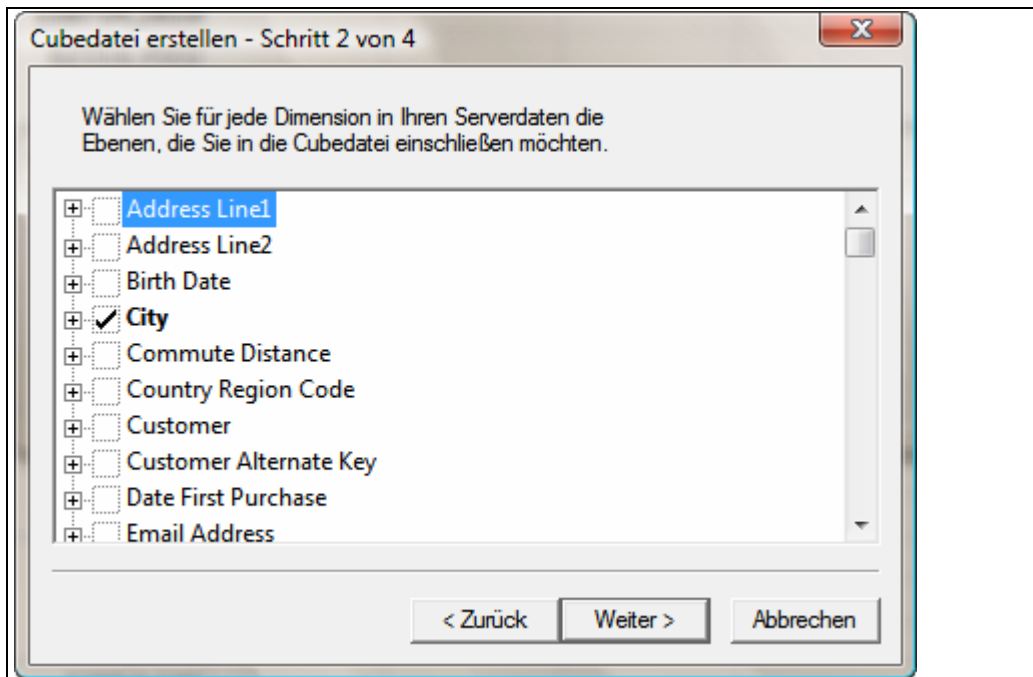 Cubedatei erstellen - Schritt 2 von 4
Wählen Sie für jede Dimension in Ihren Serverdaten die
Ebenen, die Sie in die Cubedatei einschließen möchten.
Address Line1
Address Line2
Birth Date
City
Commute Distance
Country Region Code
Customer
Customer Alternate Key
Date First Purchase
Email Address
< Zurück
Weiter >
Abbrechen